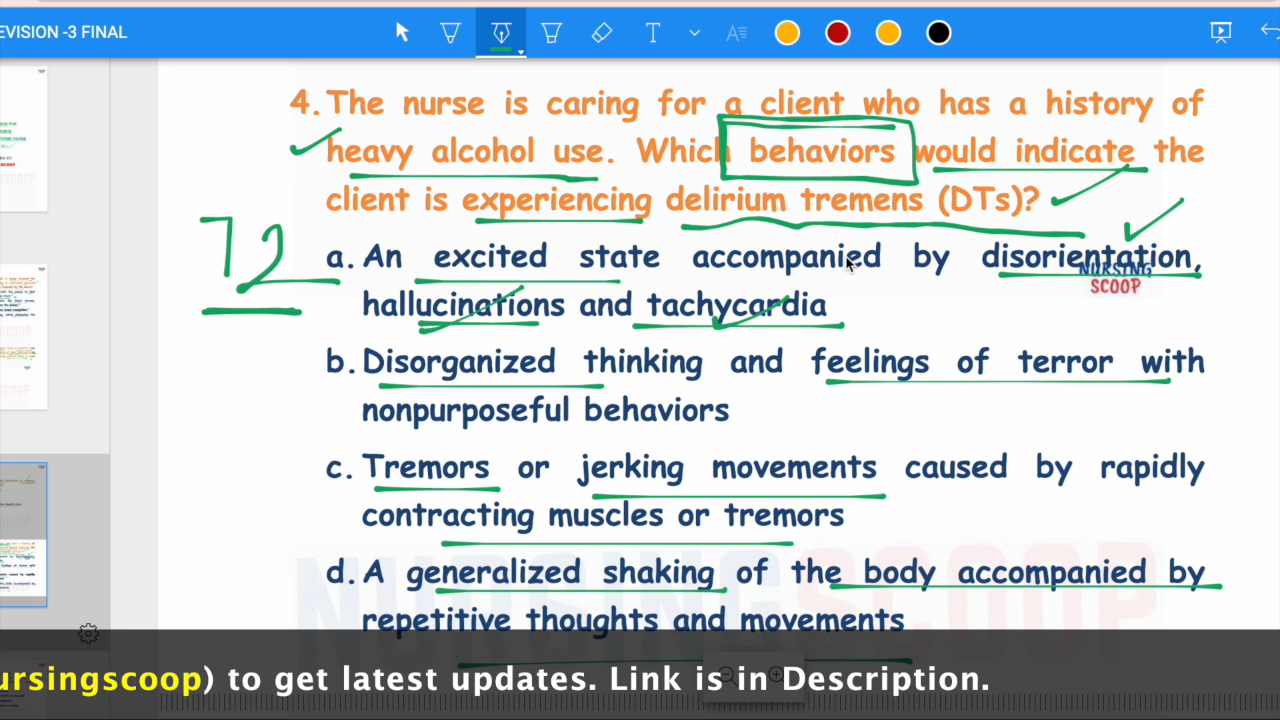 EVISION -3 FINAL
4. The nurse is caring for a client who has a history of
heavy alcohol use. Which behaviors would indicate the
client is experiencing delirium tremens (DTs)?
72
a. An excited state accompanied by disorientation,
NURSING
SCOOP
hallucinations and tachycardia
b. Disorganized thinking and feelings of terror with
nonpurposeful behaviors
c. Tremors or jerking movements caused by rapidly
contracting muscles or tremors
d. A generalized shaking of the body accompanied by
repetitive thoughts and movements
NURSINGSCOOP
ursingscoop) to get latest updates. Link is in Description.